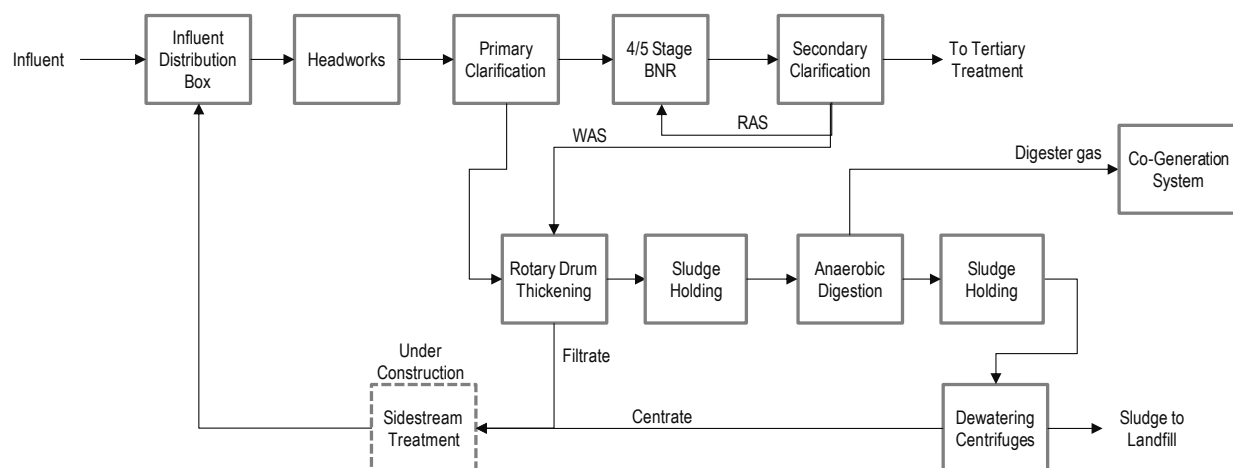 Influent
Influent
Distribution
Box
Headworks
Primary
Clarification
4/5 Stage
BNR
Secondary
Clarification
To Tertiary
Treatment
RAS
WAS
Digester gas
Co-Generation
System
Rotary Drum
Thickening
Sludge
Holding
Anaerobic
Digestion
Sludge
Holding
Filtrate
Under
Construction
Sidestream
Treatment
Centrate
Dewatering
Centrifuges
Sludge to
Landfill